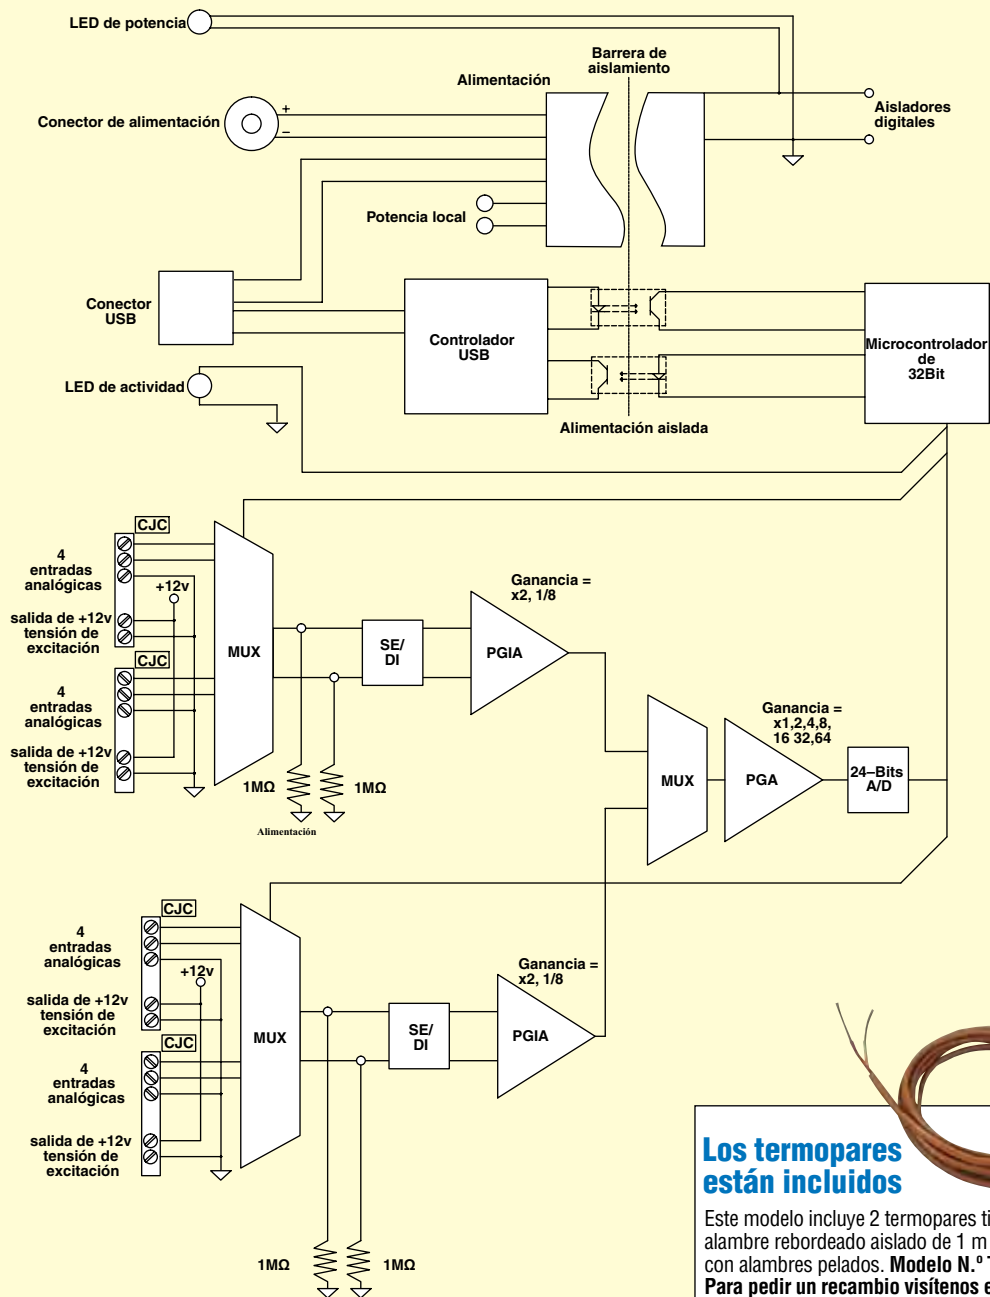 LED de potencia
Barrera de
aislamiento
Alimentación
Conector de alimentación
+
−
Aisladores
digitales
Potencia local
Conector
USB
Controlador
USB
Microcontrolador
de
32Bit
LED de actividad
Alimentación aislada
CJC
4
entradas
analógicas
+12v
salida de +12v
tensión de
excitación
CJC
4
entradas
analógicas
salida de +12v
tensión de
excitación
MUX
SE/
DI
Ganancia =
x2, 1/8
PGIA
1MΩ
1MΩ
Alimentación
MUX
Ganancia =
x1,2,4,8,
16 32,64
PGA
24–Bits
A/D
CJC
4
entradas
analógicas
+12v
salida de +12v
tensión de
excitación
CJC
4
entradas
analógicas
salida de +12v
tensión de
excitación
MUX
SE/
DI
Ganancia =
x2, 1/8
PGIA
1MΩ
1MΩ
Los termopares
están incluidos
Este modelo incluye 2 termopares ti
alambre rebordeado aislado de 1 m
con alambres pelados. Modelo N.º T
Para pedir un recambio visítenos e